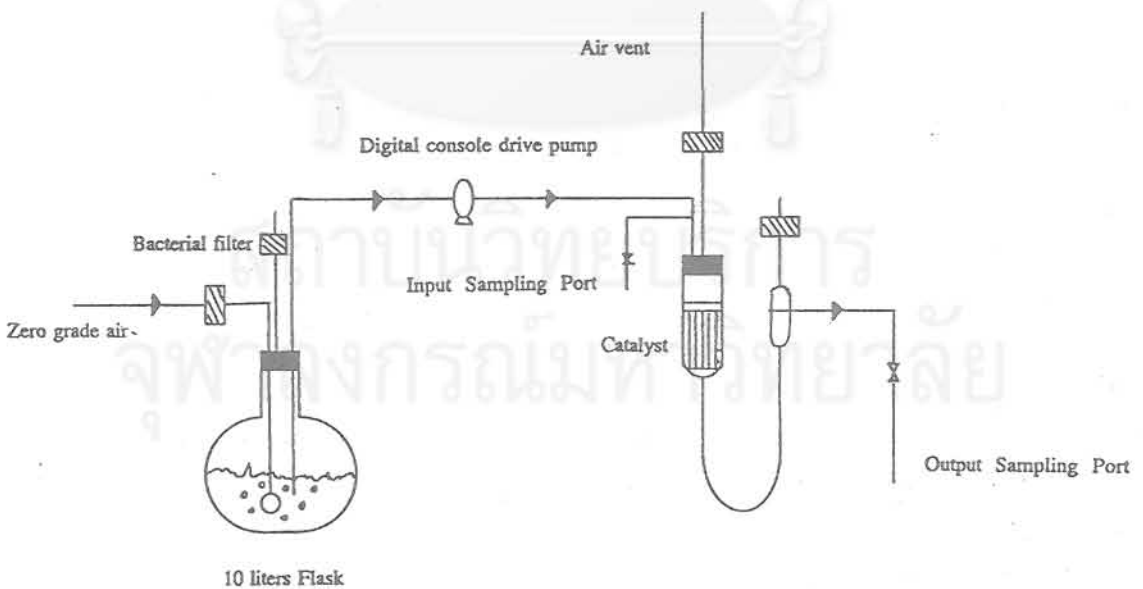 Air vent
Digital console drive pump
Bacterial filter
สถาบันวิทยบริการ
Input Sampling Port
Zero grade air-
Catalyst
จุฬาลงกรณ์มหาวิทยาลัย
Output Sampling Port
10 liters Flask